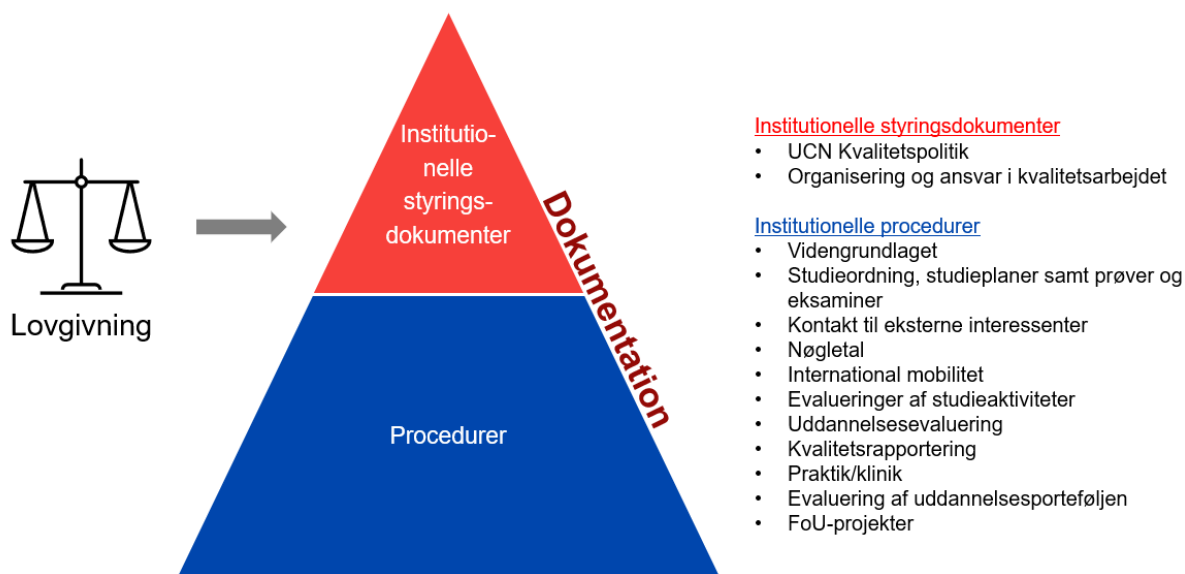 Lovgivning
Institutio-
nelle
styrings-
dokumenter
Procedurer
Dokumentation
Institutionelle styringsdokumenter
• UCN Kvalitetspolitik
• Organisering og ansvar i kvalitetsarbejdet
Institutionelle procedurer
• Videngrundlaget
• Studieordning, studieplaner samt prøver og
eksaminer
• Kontakt til eksterne interessenter
• Nøgletal
• International mobilitet
• Evalueringer af studieaktiviteter
• Uddannelsesevaluering
• Kvalitetsrapportering
• Praktik/klinik
• Evaluering af uddannelsesporteføljen
• FoU-projekter